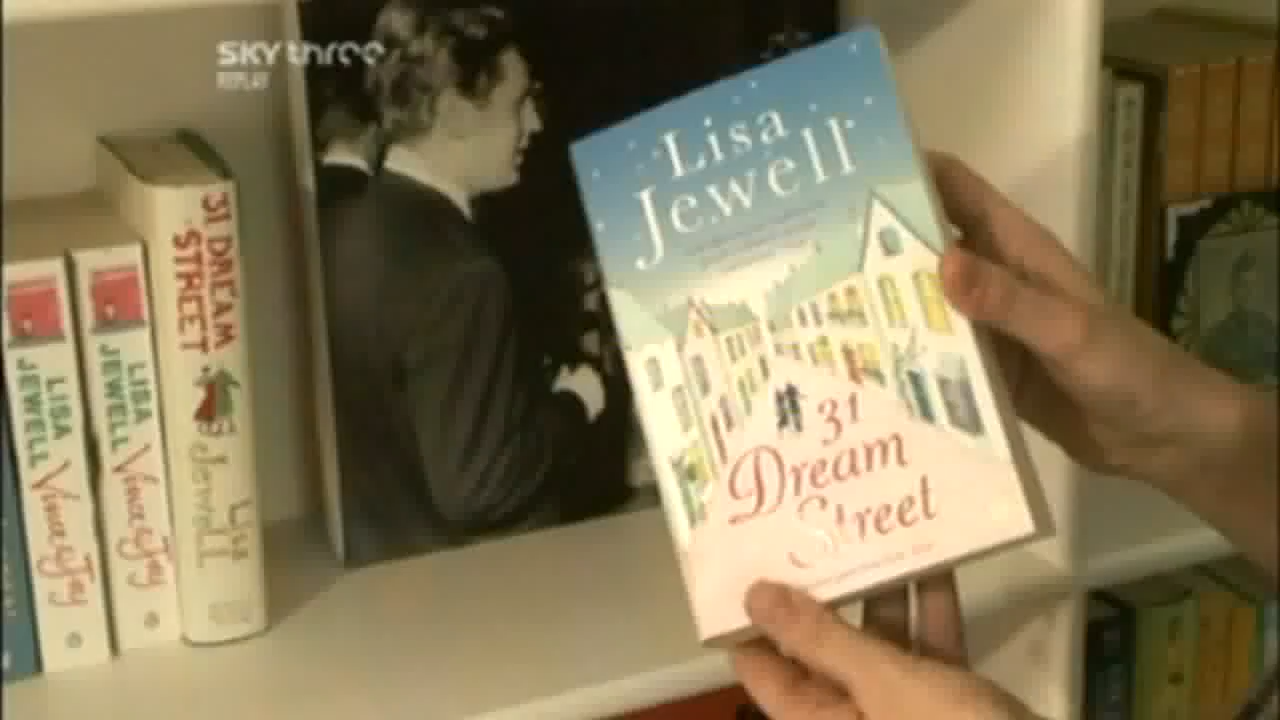 SKY three
REPLAY
Lisa
Jewell
31
Dream
Street
31 DREAM
STREET
Lisa
Jewell
LISA
JEWELL
Vince & Joy
LISA
JEWELL
Vince & Joy